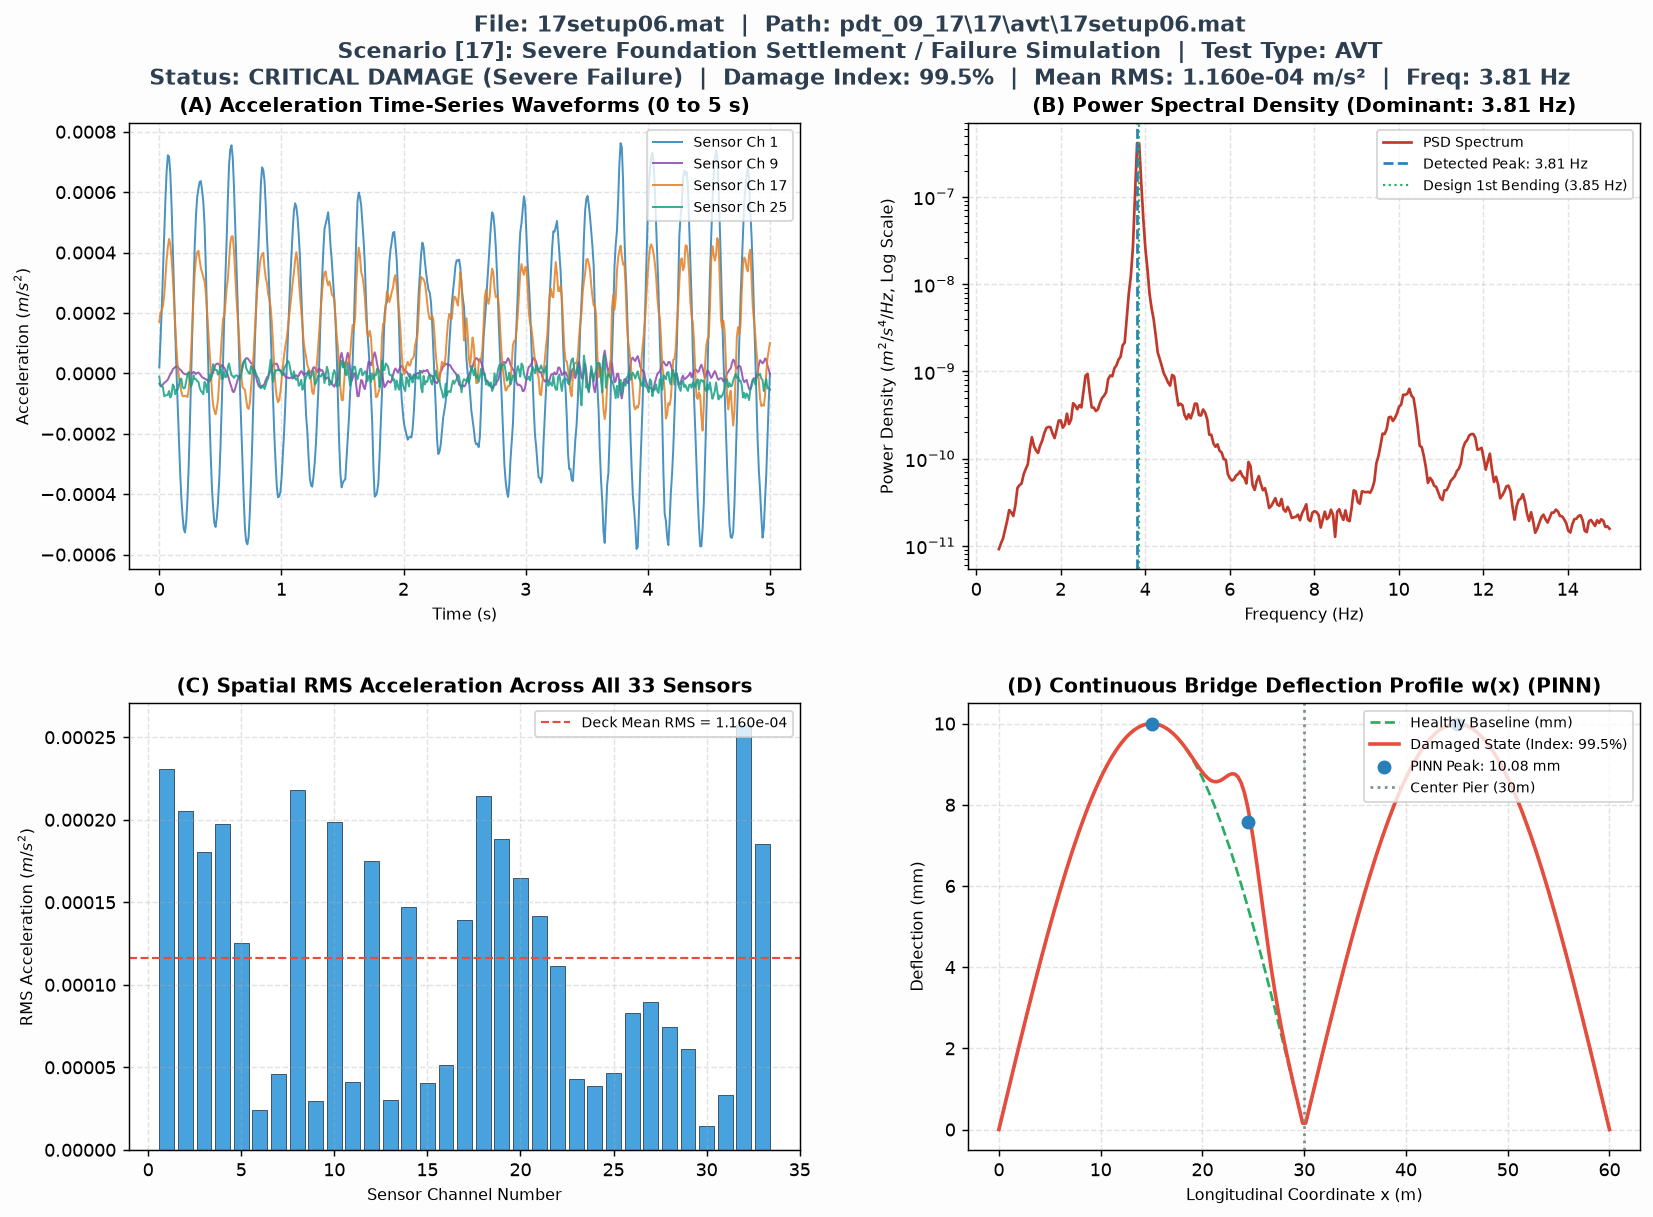 File: 17setup06.mat | Path: pdt_09_17\17\avt\17setup06.mat
Scenario [17]: Severe Foundation Settlement / Failure Simulation | Test Type: AVT
Status: CRITICAL DAMAGE (Severe Failure) | Damage Index: 99.5% | Mean RMS: 1.160e-04 m/s² | Freq: 3.81 Hz
(A) Acceleration Time-Series Waveforms (0 to 5 s)
Sensor Ch 1
Sensor Ch 9
Sensor Ch 17
Sensor Ch 25
Acceleration (m/s²)
0.0008
0.0006
0.0004
0.0002
0.0000
−0.0002
−0.0004
−0.0006
0 1 2 3 4 5
Time (s)
(B) Power Spectral Density (Dominant: 3.81 Hz)
PSD Spectrum
Detected Peak: 3.81 Hz
Design 1st Bending (3.85 Hz)
Power Density (m²/s⁴/Hz, Log Scale)
10⁻⁷
10⁻⁸
10⁻⁹
10⁻¹⁰
10⁻¹¹
0 2 4 6 8 10 12 14
Frequency (Hz)
(C) Spatial RMS Acceleration Across All 33 Sensors
Deck Mean RMS = 1.160e-04
RMS Acceleration (m/s²)
0.00025
0.00020
0.00015
0.00010
0.00005
0.00000
0 5 10 15 20 25 30 35
Sensor Channel Number
(D) Continuous Bridge Deflection Profile w(x) (PINN)
Healthy Baseline (mm)
Damaged State (Index: 99.5%)
PINN Peak: 10.08 mm
Center Pier (30m)
Deflection (mm)
10
8
6
4
2
0
0 10 20 30 40 50 60
Longitudinal Coordinate x (m)